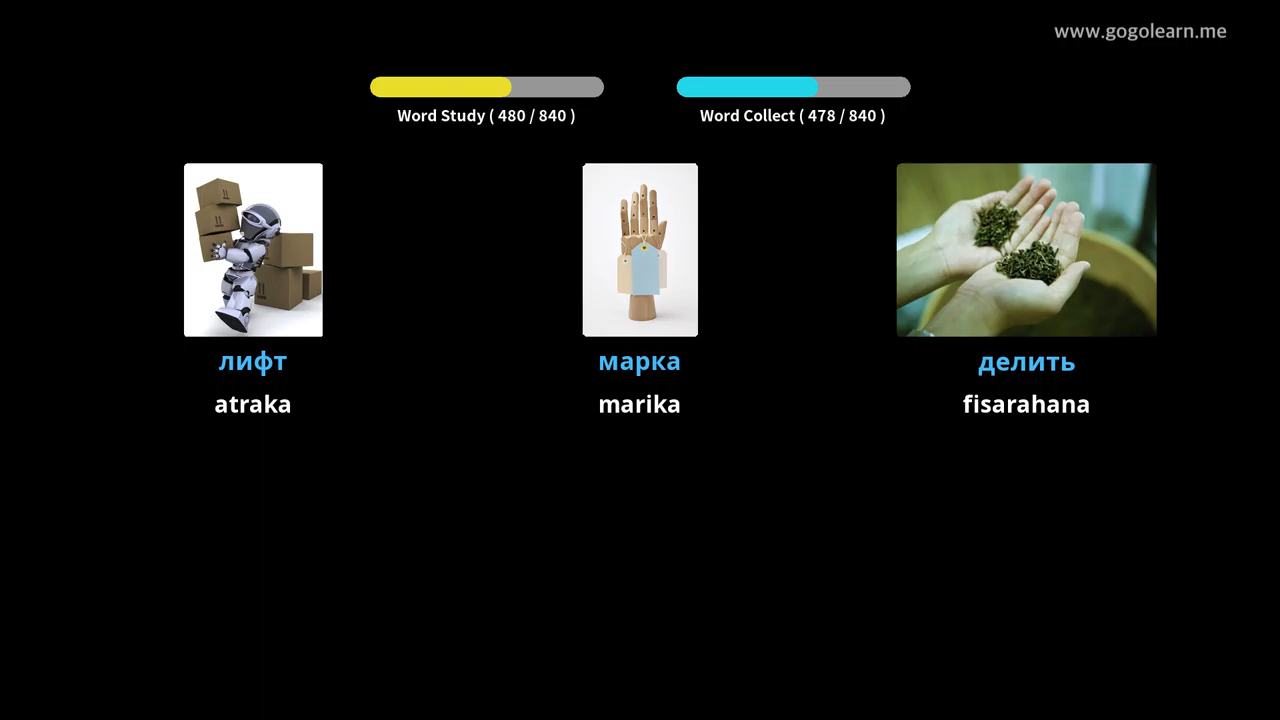 www.gogolearn.me
Word Study ( 480 / 840 )
Word Collect ( 478 / 840 )
лифт
марка
делить
atraka
marika
fisarahana